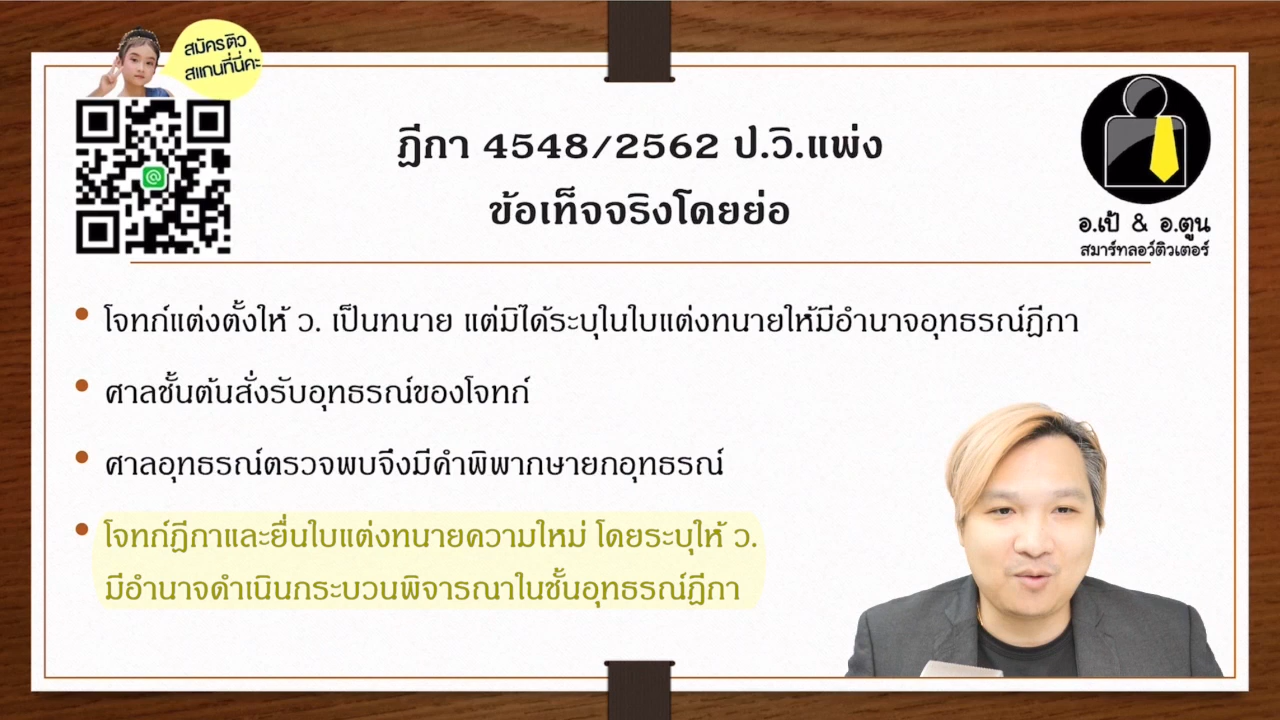 สมัครติว
สแกนที่นี่ค่ะ
ฎีกา 4548/2562 ป.วิ.แพ่ง
ข้อเท็จจริงโดยย่อ
อ.เป้ & อ.ตูน
สมาร์ทลอว์ติวเตอร์
• โจทก์แต่งตั้งให้ ว. เป็นทนาย แต่มิได้ระบุในใบแต่งทนายให้มีอำนาจอุทธรณ์ฎีกา
• ศาลชั้นต้นสั่งรับอุทธรณ์ของโจทก์
• ศาลอุทธรณ์ตรวจพบจึงมีคำพิพากษายกอุทธรณ์
• โจทก์ฎีกาและยื่นใบแต่งทนายความใหม่ โดยระบุให้ ว.
มีอำนาจดำเนินกระบวนพิจารณาในชั้นอุทธรณ์ฎีกา